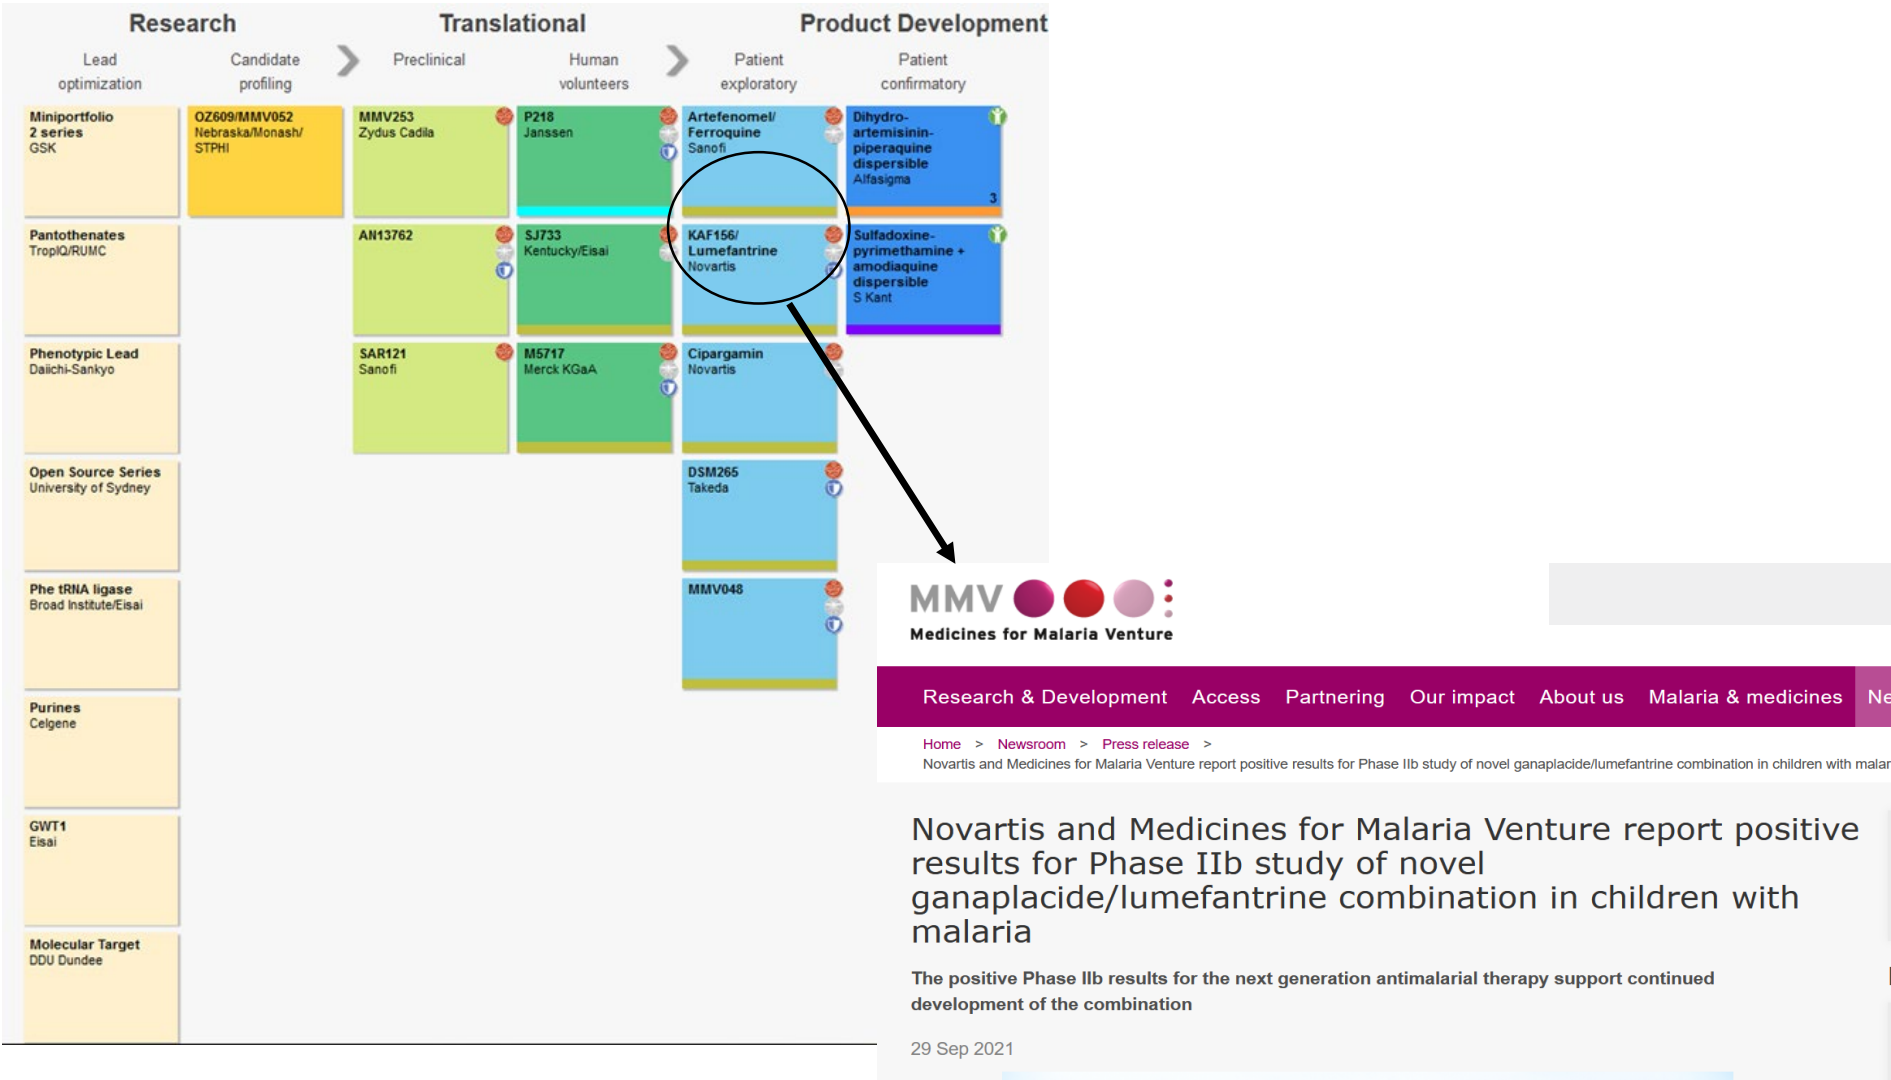 Research
Translational
Product Development
Lead
optimization
Candidate
profiling
Preclinical
Human
volunteers
Patient
exploratory
Patient
confirmatory
Miniportfolio
2 series
GSK
OZ609/MMV052
Nebraska/Monash/
STPHI
MMV253
Zydus Cadila
P218
Janssen
Artefenomel/
Ferroquine
Sanofi
Dihydro-
artemisinin-
piperaquine
dispersible
Alfasigma
3
Pantothenates
TropIQ/RUMC
AN13762
SJ733
Kentucky/Eisai
KAF156/
Lumefantrine
Novartis
Sulfadoxine-
pyrimethamine +
amodiaquine
dispersible
S Kant
Phenotypic Lead
Daiichi-Sankyo
SAR121
Sanofi
M5717
Merck KGaA
Cipargamin
Novartis
Open Source Series
University of Sydney
DSM265
Takeda
Phe tRNA ligase
Broad Institute/Eisai
MMV048
Purines
Celgene
GWT1
Eisai
Molecular Target
DDU Dundee
MMV
Medicines for Malaria Venture
Research & Development Access Partnering Our impact About us Malaria & medicines Ne
Home > Newsroom > Press release >
Novartis and Medicines for Malaria Venture report positive results for Phase IIb study of novel ganaplacide/lumefantrine combination in children with malar
Novartis and Medicines for Malaria Venture report positive
results for Phase IIb study of novel
ganaplacide/lumefantrine combination in children with
malaria
The positive Phase IIb results for the next generation antimalarial therapy support continued
development of the combination
29 Sep 2021